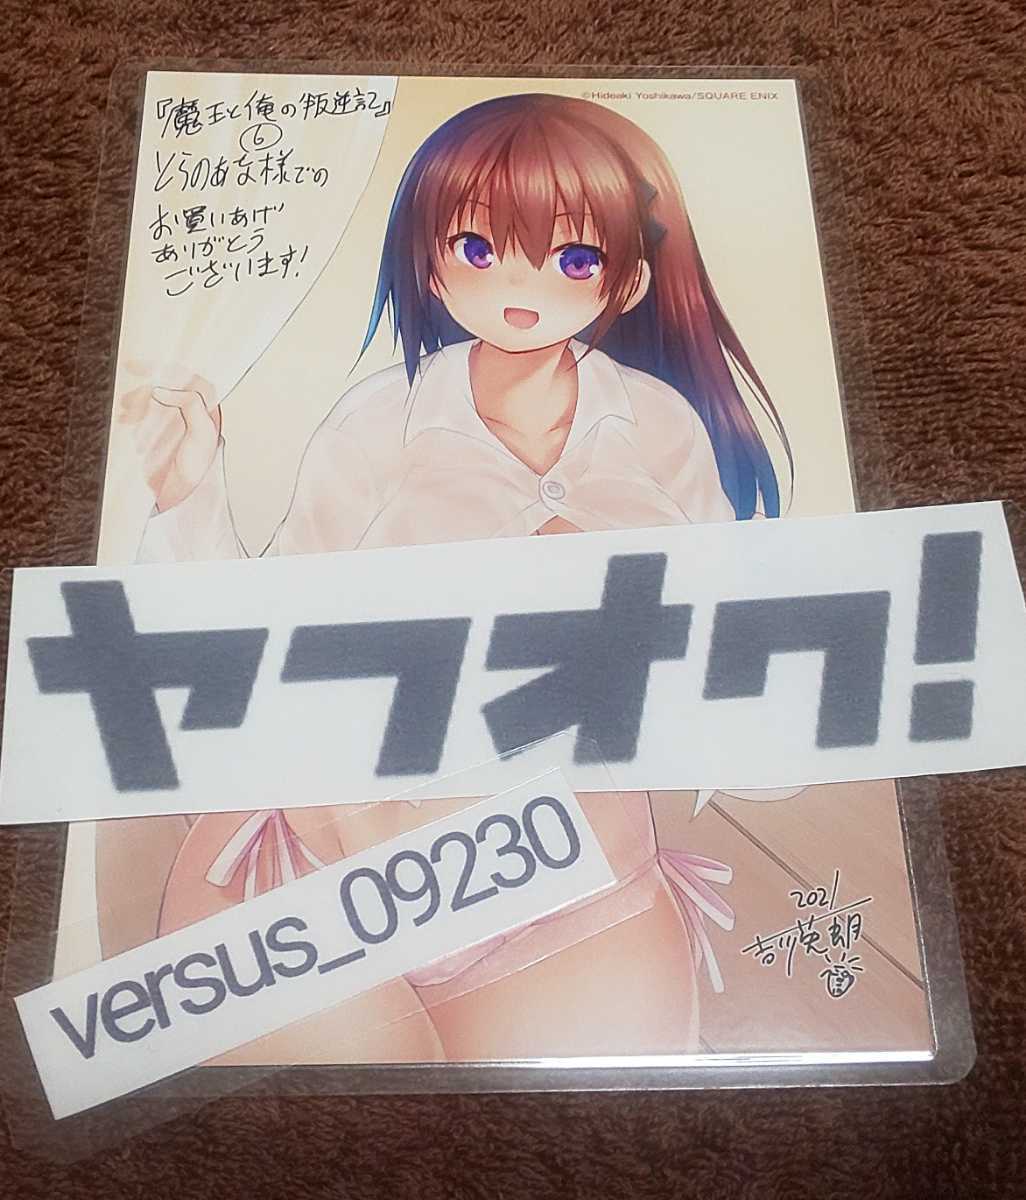 ©Hideaki Yoshikawa/SQUARE ENIX
『魔王と俺の叛逆記』
⑥
とらのあな様での
お買いあげ
ありがとう
ございます!
ヤフオク!
versus_09230
2021
吉川英朗